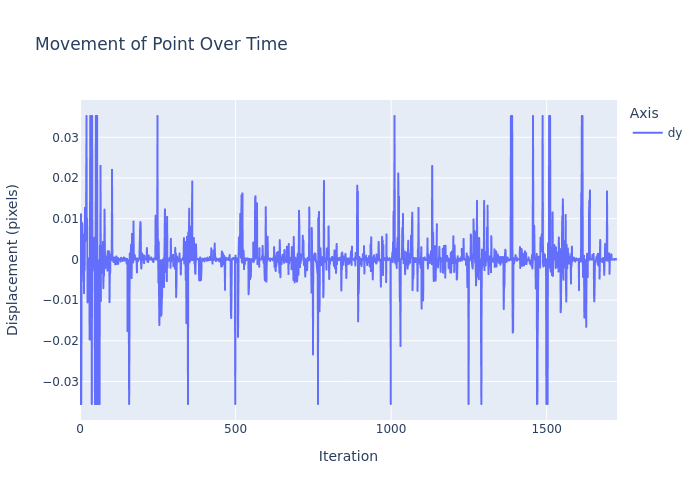 Movement of Point Over Time
Axis
dy
Displacement (pixels)
0.03
0.02
0.01
0
−0.01
−0.02
−0.03
0
500
1000
1500
Iteration